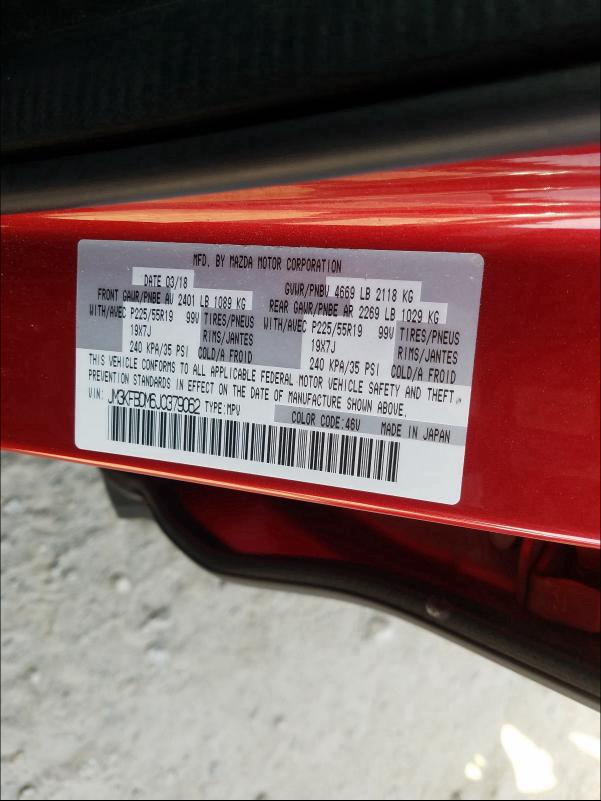 MFD. BY MAZDA MOTOR CORPORATION
DATE 03/18 GVWR/PNBV 4669 LB 2118 KG
FRONT GAWR/PNBE AV 2401 LB 1089 KG REAR GAWR/PNBE AR 2269 LB 1029 KG
WITH/AVEC P225/55R19 99V TIRES/PNEUS WITH/AVEC P225/55R19 99V TIRES/PNEUS
19X7J RIMS/JANTES 19X7J RIMS/JANTES
240 KPA/35 PSI COLD/A FROID 240 KPA/35 PSI COLD/A FROID
THIS VEHICLE CONFORMS TO ALL APPLICABLE FEDERAL MOTOR VEHICLE SAFETY AND THEFT
PREVENTION STANDARDS IN EFFECT ON THE DATE OF MANUFACTURE SHOWN ABOVE.
VIN: JM3KFBDM6J0379062 TYPE:MPV
COLOR CODE:46V MADE IN JAPAN